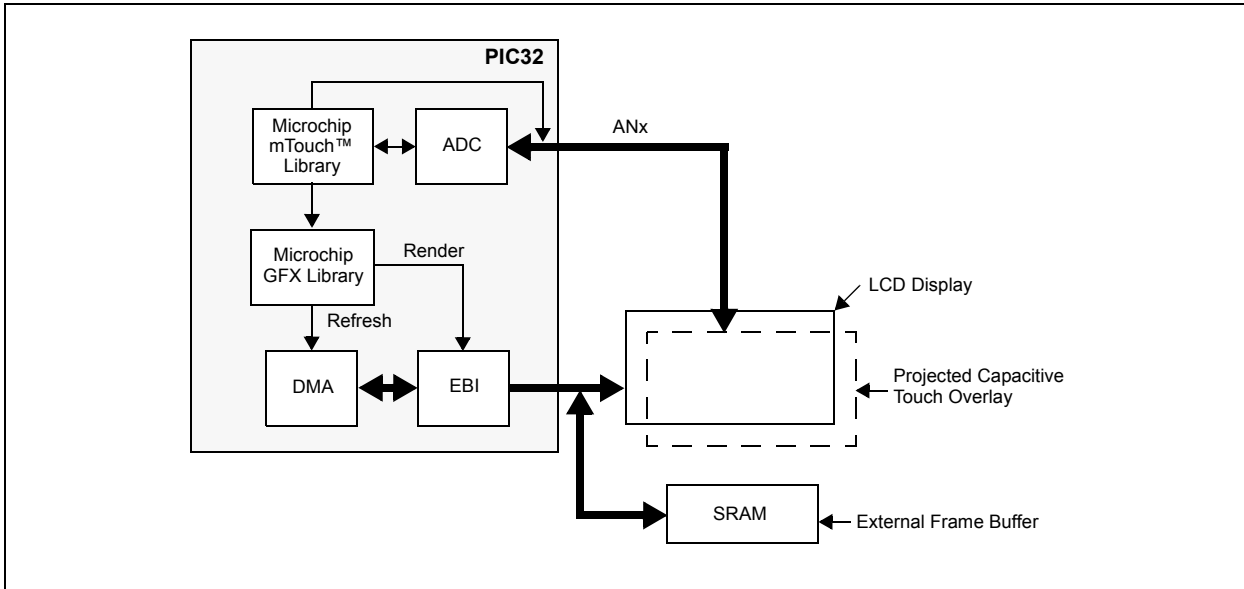 PIC32
Microchip
mTouch™
Library
ADC
ANx
Microchip
GFX Library
Render
Refresh
LCD Display
DMA
EBI
Projected Capacitive
Touch Overlay
SRAM
External Frame Buffer